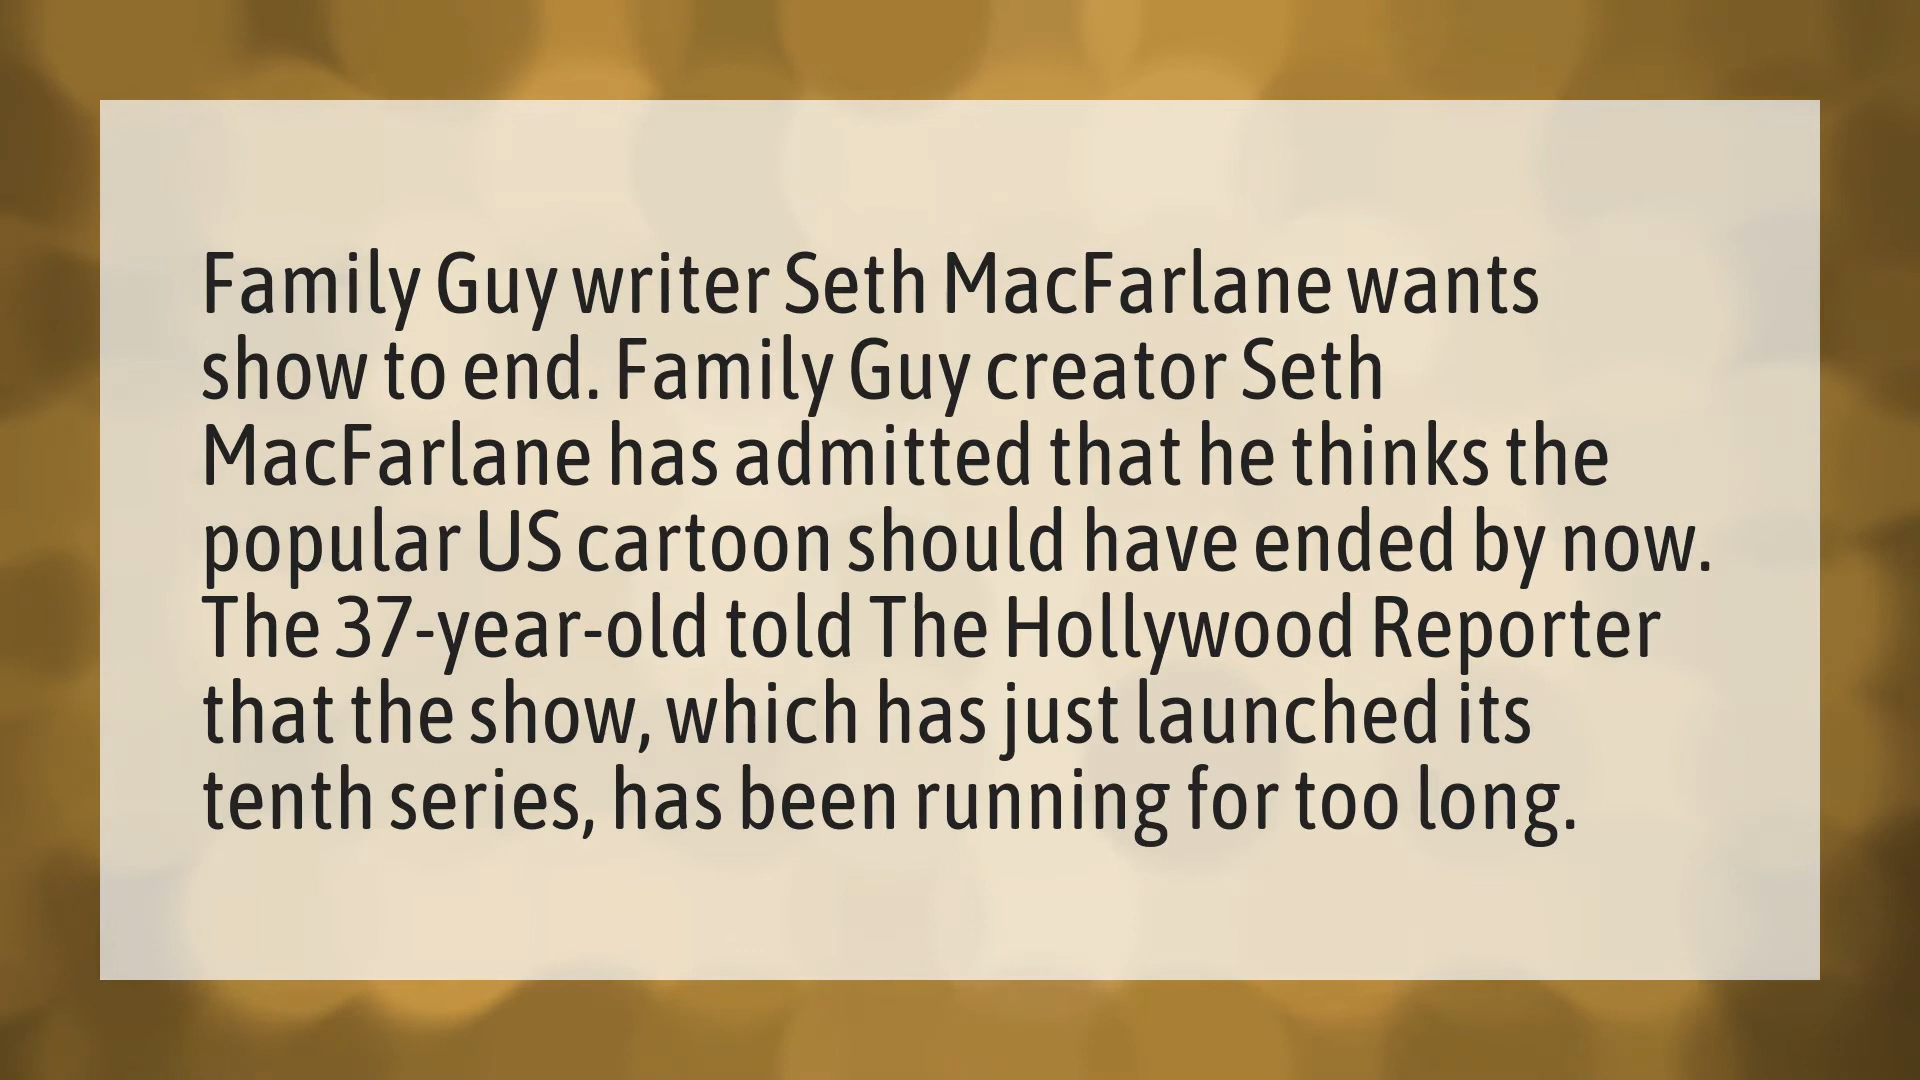 Family Guy writer Seth MacFarlane wants
show to end. Family Guy creator Seth
MacFarlane has admitted that he thinks the
popular US cartoon should have ended by now.
The 37-year-old told The Hollywood Reporter
that the show, which has just launched its
tenth series, has been running for too long.